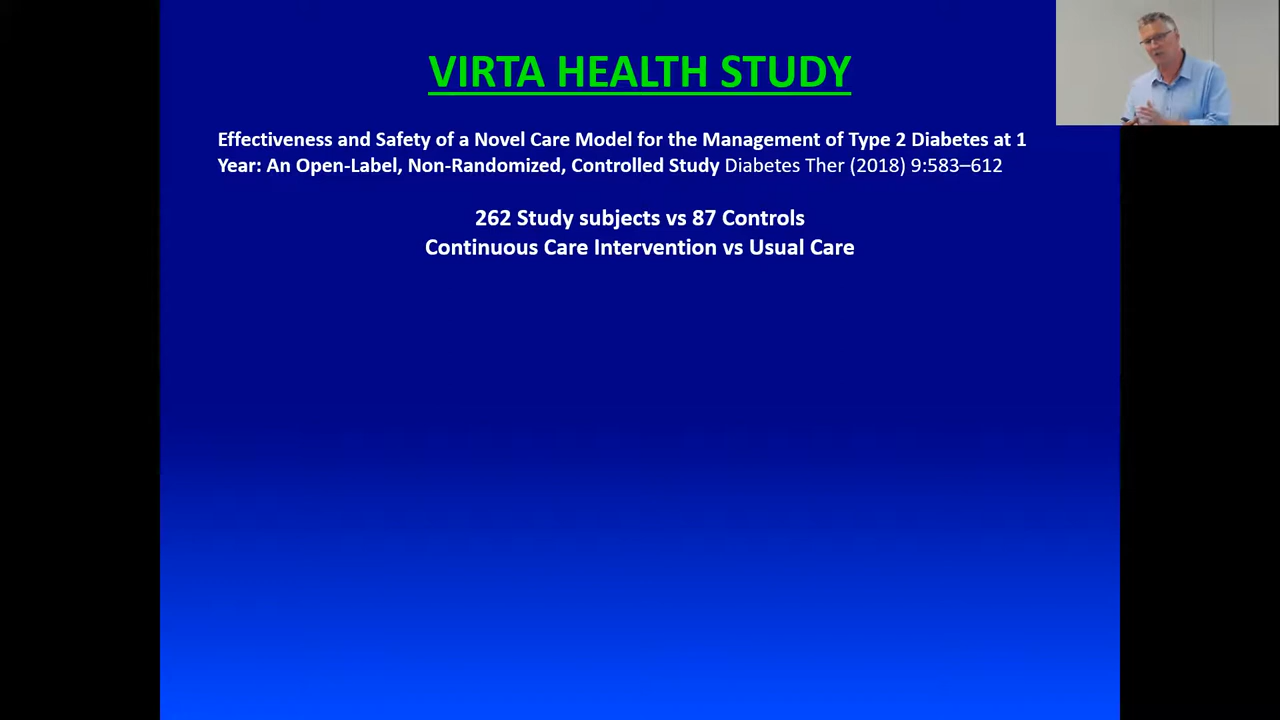 VIRTA HEALTH STUDY
Effectiveness and Safety of a Novel Care Model for the Management of Type 2 Diabetes at 1
Year: An Open-Label, Non-Randomized, Controlled Study Diabetes Ther (2018) 9:583–612
262 Study subjects vs 87 Controls
Continuous Care Intervention vs Usual Care